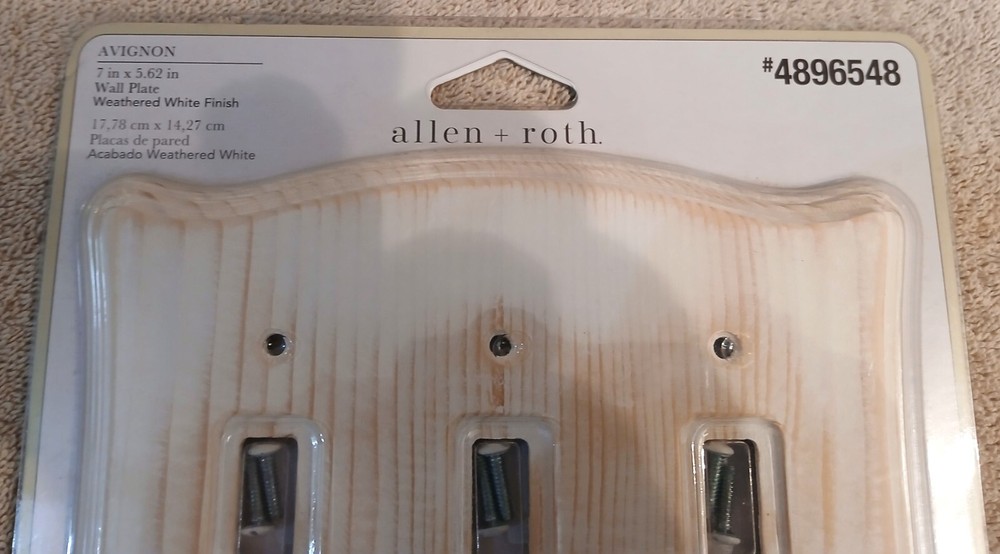 AVIGNON
7 in x 5.62 in
Wall Plate
Weathered White Finish
17,78 cm x 14,27 cm
Placas de pared
Acabado Weathered White
allen + roth.
#4896548